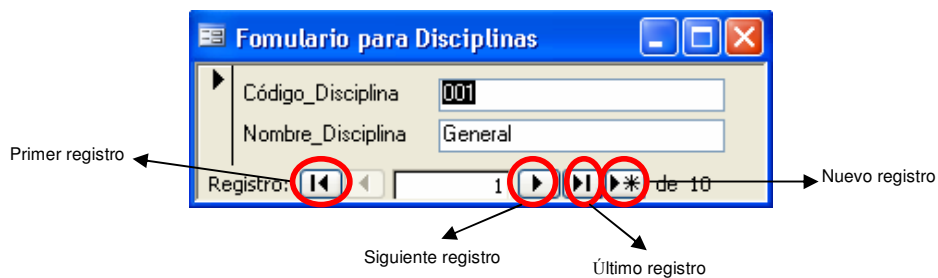 Fomulario para Disciplinas
Código_Disciplina 001
Nombre_Disciplina General
Primer registro
Registro: 1 de 10
Nuevo registro
Siguiente registro
Último registro